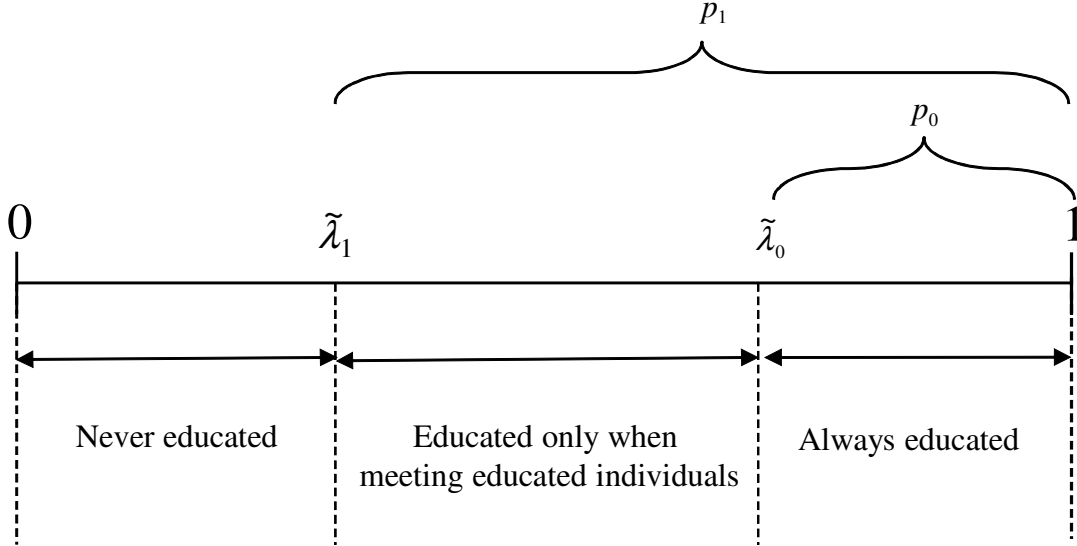 p₁
p₀
0 λ̃₁ λ̃₀ 1
Never educated
Educated only when
meeting educated individuals
Always educated